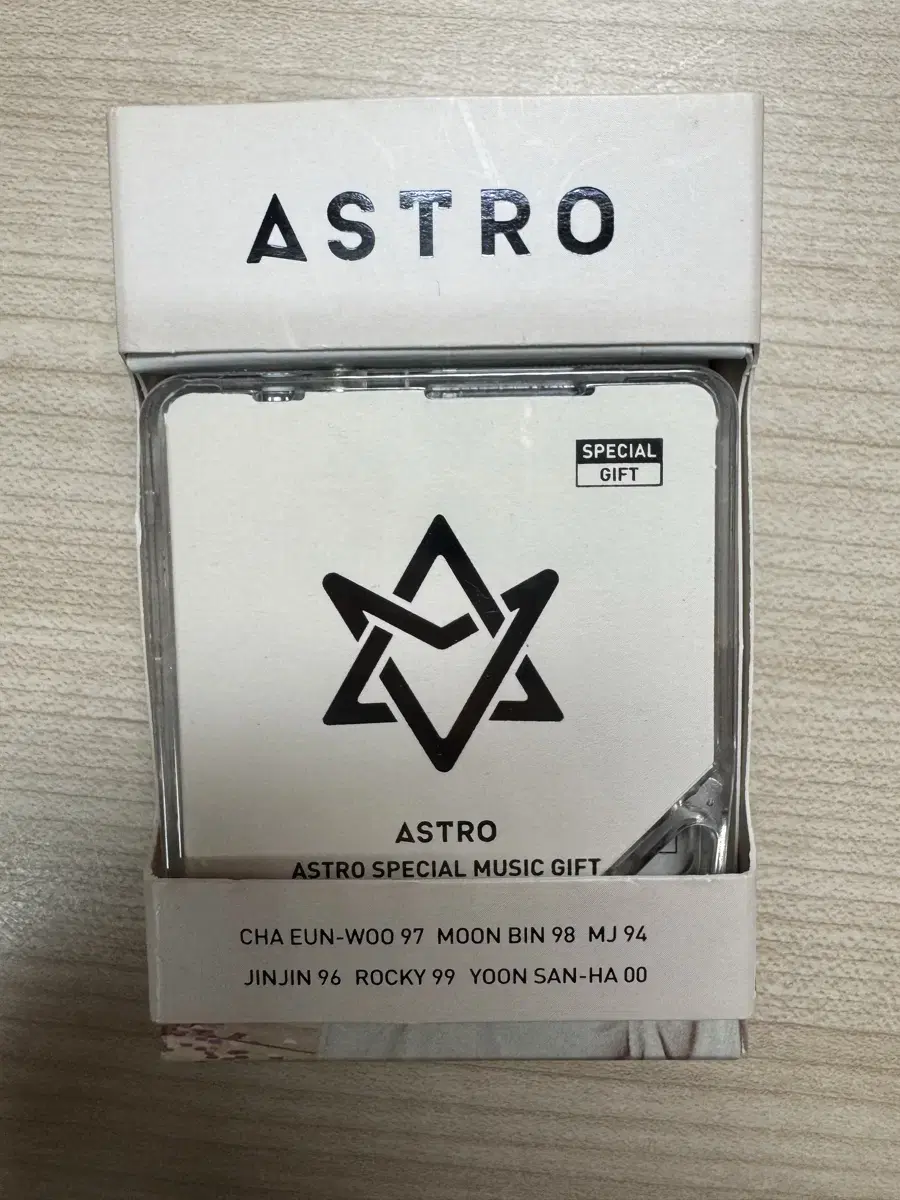 ASTRO
SPECIAL
GIFT
ASTRO
ASTRO SPECIAL MUSIC GIFT
CHA EUN-WOO 97 MOON BIN 98 MJ 94
JINJIN 96 ROCKY 99 YOON SAN-HA 00